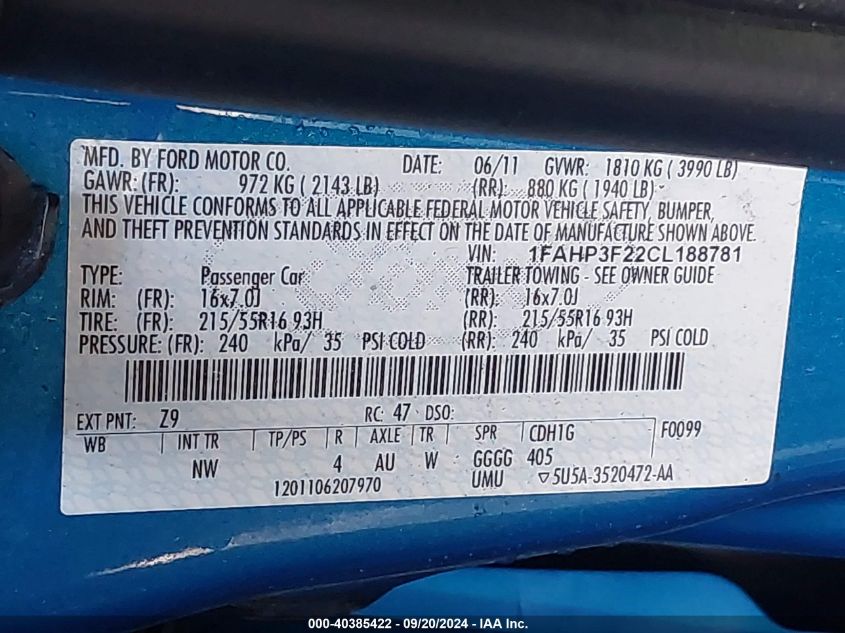 MFD. BY FORD MOTOR CO. DATE: 06/11 GVWR: 1810 KG ( 3990 LB)
GAWR:(FR): 972 KG ( 2143 LB) (RR): 880 KG ( 1940 LB)
THIS VEHICLE CONFORMS TO ALL APPLICABLE FEDERAL MOTOR VEHICLE SAFETY, BUMPER,
AND THEFT PREVENTION STANDARDS IN EFFECT ON THE DATE OF MANUFACTURE SHOWN ABOVE.
VIN: 1FAHP3F22CL188781
TYPE: Passenger Car TRAILER TOWING - SEE OWNER GUIDE
RIM: (FR): 16x7.0J (RR): 16x7.0J
TIRE: (FR): 215/55R16 93H (RR): 215/55R16 93H
PRESSURE: (FR): 240 kPa/ 35 PSI COLD (RR): 240 kPa/ 35 PSI COLD
EXT PNT: Z9 RC: 47 DSO:
WB INT TR TP/PS R AXLE TR SPR CDH1G F0099
NW 4 AU W GGGG 405
1201106207970 UMU ▽5U5A-3520472-AA
000-40385422 - 09/20/2024 - IAA Inc.